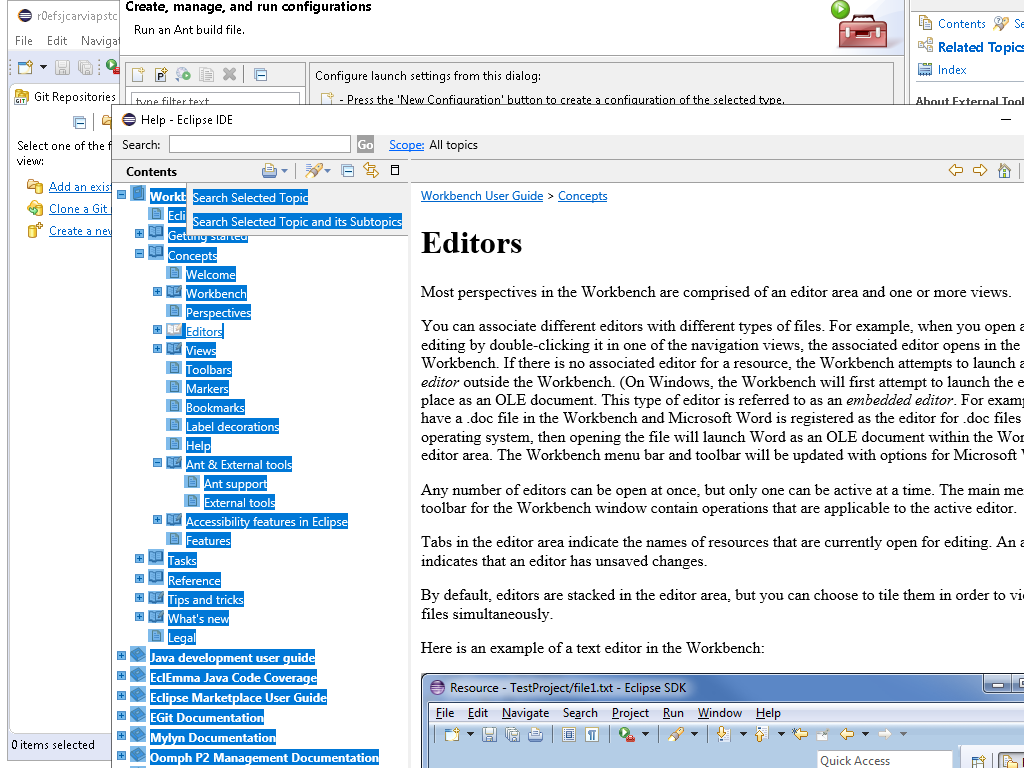 r0efsjcarviapstc
File Edit Naviga
Git Repositories
Select one of the f
view:
Add an exis
Clone a Git
Create a new
0 items selected
Create, manage, and run configurations
Run an Ant build file.
type filter text
Configure launch settings from this dialog:
- Press the 'New Configuration' button to create a configuration of the selected type.
Contents Se
Related Topics
Index
About External Tool
Help - Eclipse IDE
Search: Go Scope: All topics
Contents
Search Selected Topic
Search Selected Topic and its Subtopics
Workb
Ecli
Getting started
Concepts
Welcome
Workbench
Perspectives
Editors
Views
Toolbars
Markers
Bookmarks
Label decorations
Help
Ant & External tools
Ant support
External tools
Accessibility features in Eclipse
Features
Tasks
Reference
Tips and tricks
What's new
Legal
Java development user guide
EclEmma Java Code Coverage
Eclipse Marketplace User Guide
EGit Documentation
Mylyn Documentation
Oomph P2 Management Documentation
Workbench User Guide > Concepts
Editors
Most perspectives in the Workbench are comprised of an editor area and one or more views.
You can associate different editors with different types of files. For example, when you open a
editing by double-clicking it in one of the navigation views, the associated editor opens in the
Workbench. If there is no associated editor for a resource, the Workbench attempts to launch a
editor outside the Workbench. (On Windows, the Workbench will first attempt to launch the e
place as an OLE document. This type of editor is referred to as an embedded editor. For examp
have a .doc file in the Workbench and Microsoft Word is registered as the editor for .doc files
operating system, then opening the file will launch Word as an OLE document within the Wor
editor area. The Workbench menu bar and toolbar will be updated with options for Microsoft W
Any number of editors can be open at once, but only one can be active at a time. The main me
toolbar for the Workbench window contain operations that are applicable to the active editor.
Tabs in the editor area indicate the names of resources that are currently open for editing. An a
indicates that an editor has unsaved changes.
By default, editors are stacked in the editor area, but you can choose to tile them in order to vi
files simultaneously.
Here is an example of a text editor in the Workbench:
Resource - TestProject/file1.txt - Eclipse SDK
File Edit Navigate Search Project Run Window Help
Quick Access